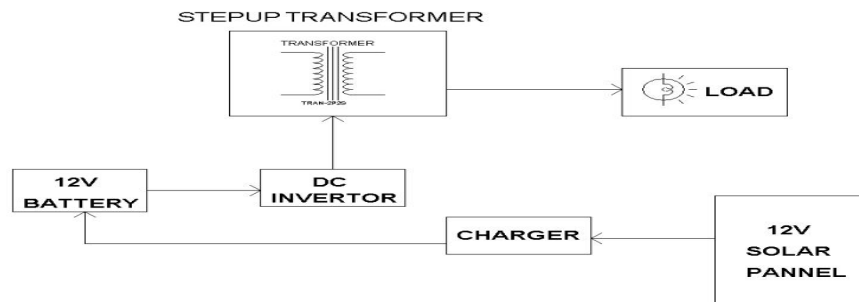 STEPUP TRANSFORMER
TRANSFORMER
TRAN-2P2S
LOAD
12V
BATTERY
DC
INVERTOR
CHARGER
12V
SOLAR
PANNEL